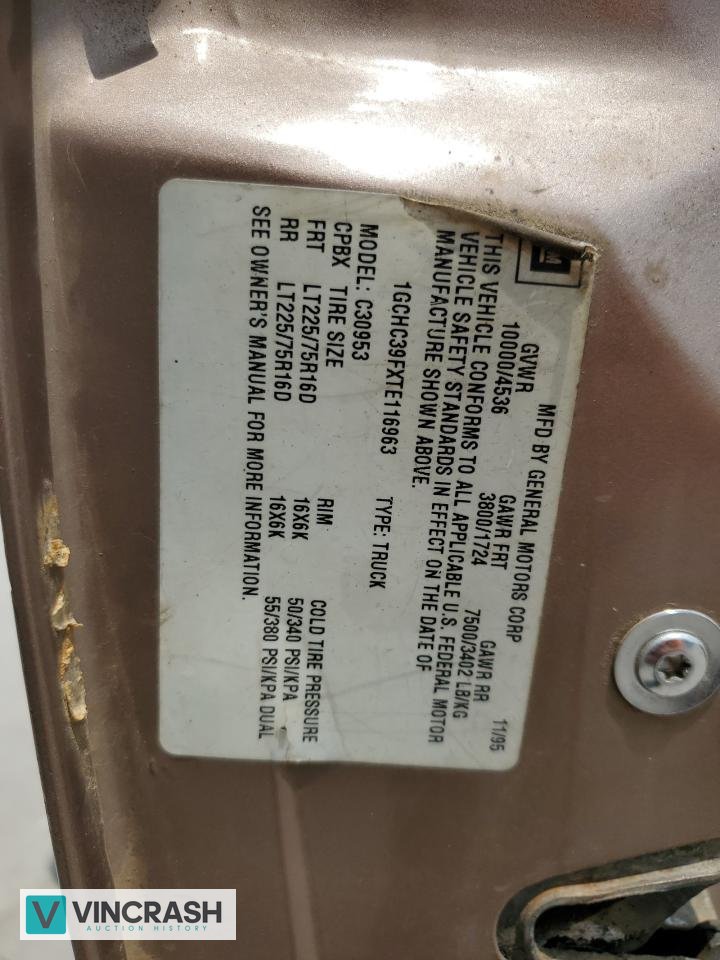 GM MFD BY GENERAL MOTORS CORP 11/95
GVWR GAWR FRT GAWR RR
10000/4536 3800/1724 7500/3402 LB/KG
THIS VEHICLE CONFORMS TO ALL APPLICABLE U.S. FEDERAL MOTOR
VEHICLE SAFETY STANDARDS IN EFFECT ON THE DATE OF
MANUFACTURE SHOWN ABOVE.
1GCHC39FXTE116963 TYPE: TRUCK
MODEL: C30953
CPBX TIRE SIZE RIM COLD TIRE PRESSURE
FRT LT225/75R16D 16X6K 50/340 PSI/KPA
RR LT225/75R16D 16X6K 55/380 PSI/KPA DUAL
SEE OWNER'S MANUAL FOR MORE INFORMATION.
V VINCRASH
AUCTION HISTORY